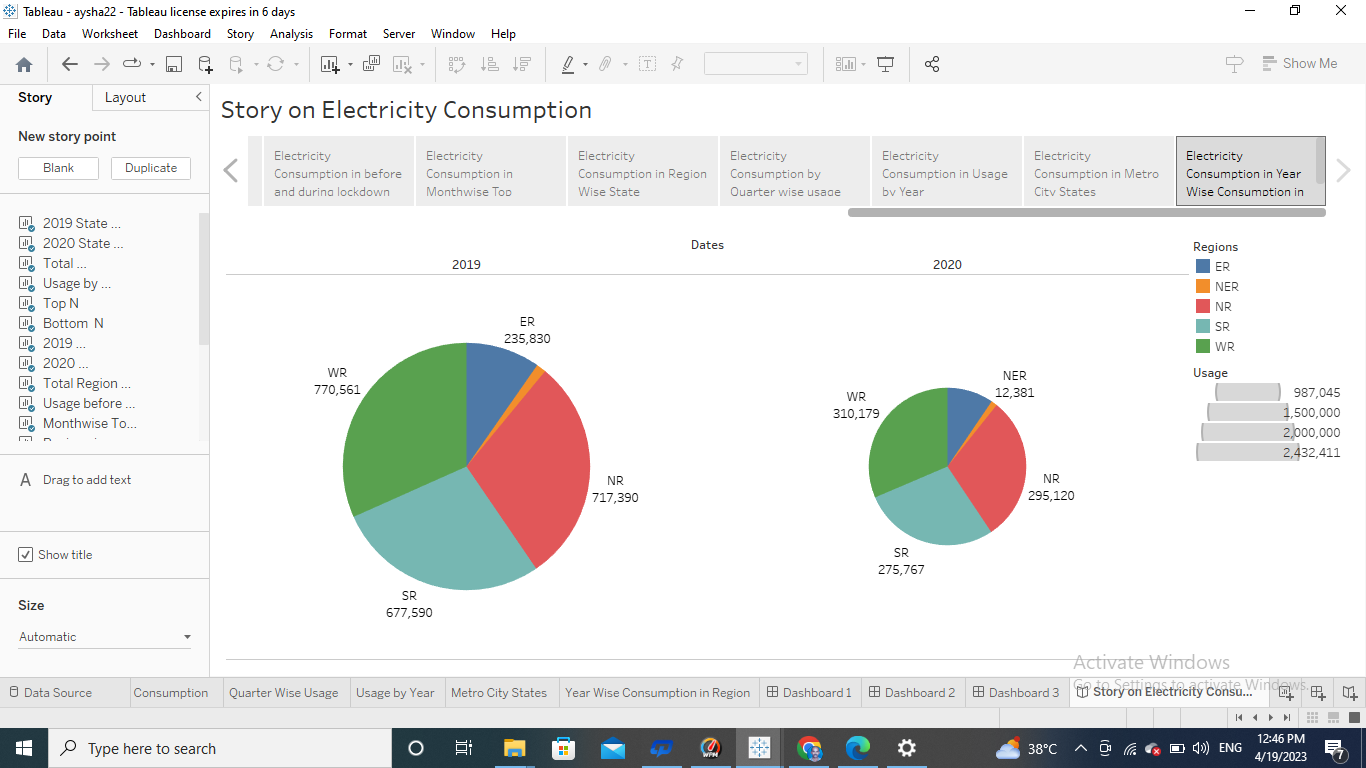 Tableau - aysha22 - Tableau license expires in 6 days
File Data Worksheet Dashboard Story Analysis Format Server Window Help
Show Me
Story Layout
New story point
Blank Duplicate
2019 State ...
2020 State ...
Total ...
Usage by ...
Top N
Bottom N
2019 ...
2020 ...
Total Region ...
Usage before ...
Monthwise To...
A Drag to add text
Show title
Size
Automatic
Story on Electricity Consumption
Electricity
Consumption in before
and during lockdown
Electricity
Consumption in
Monthwise Top
Electricity
Consumption in Region
Wise State
Electricity
Consumption by
Quarter wise usage
Electricity
Consumption in Usage
by Year
Electricity
Consumption in Metro
City States
Electricity
Consumption in Year
Wise Consumption in
Dates
2019
2020
ER
235,830
WR
770,561
NR
717,390
SR
677,590
NER
12,381
WR
310,179
NR
295,120
SR
275,767
Regions
ER
NER
NR
SR
WR
Usage
987,045
1,500,000
2,000,000
2,432,411
Activate Windows
Go to Settings to activate Windows.
Data Source Consumption Quarter Wise Usage Usage by Year Metro City States Year Wise Consumption in Region Dashboard 1 Dashboard 2 Dashboard 3 Story on Electricity Consu...
Type here to search
WPM
38°C
ENG
12:46 PM
4/19/2023
7